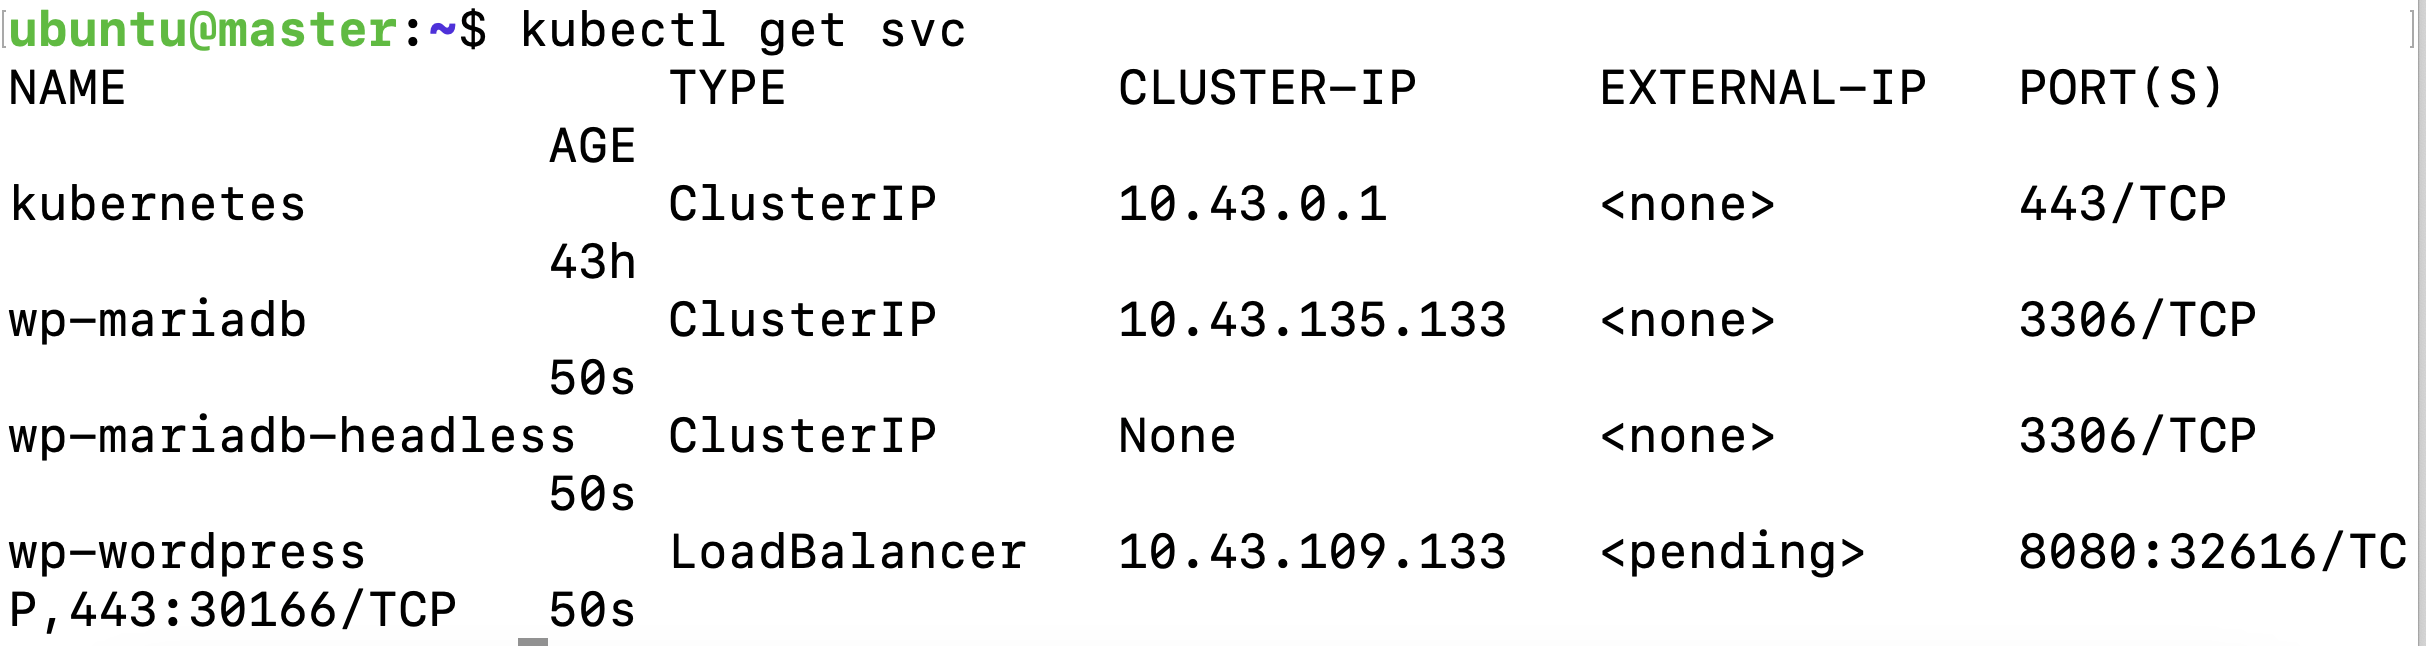 ubuntu@master:~$ kubectl get svc
NAME                  TYPE           CLUSTER-IP      EXTERNAL-IP   PORT(S)
                  AGE
kubernetes            ClusterIP      10.43.0.1       <none>        443/TCP
                  43h
wp-mariadb            ClusterIP      10.43.135.133   <none>        3306/TCP
                  50s
wp-mariadb-headless   ClusterIP      None            <none>        3306/TCP
                  50s
wp-wordpress          LoadBalancer   10.43.109.133   <pending>     8080:32616/TC
P,443:30166/TCP   50s